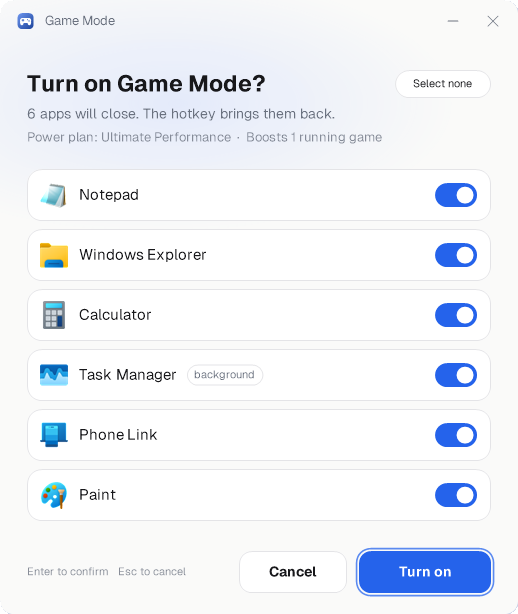 Game Mode
Turn on Game Mode?
Select none
6 apps will close. The hotkey brings them back.
Power plan: Ultimate Performance · Boosts 1 running game
Notepad
Windows Explorer
Calculator
Task Manager background
Phone Link
Paint
Enter to confirm Esc to cancel
Cancel
Turn on